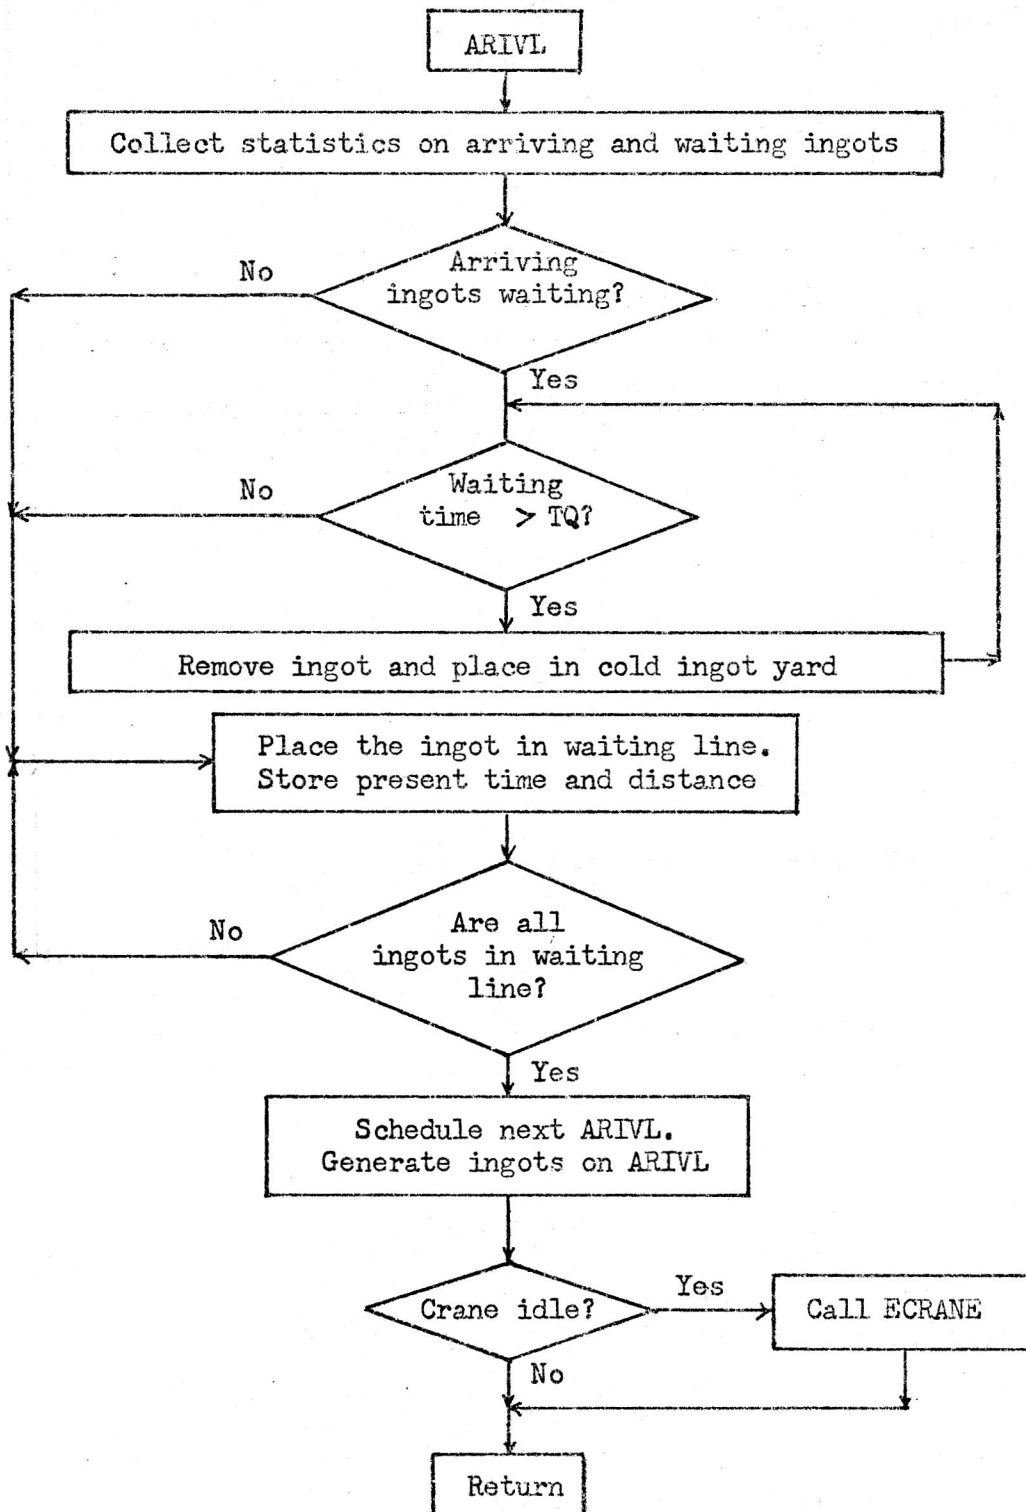 ARIVL
Collect statistics on arriving and waiting ingots
Arriving
ingots waiting?
No
Yes
Waiting
time > TQ?
No
Yes
Remove ingot and place in cold ingot yard
Place the ingot in waiting line.
Store present time and distance
Are all
ingots in waiting
line?
No
Yes
Schedule next ARIVL.
Generate ingots on ARIVL
Crane idle?
Yes
Call ECRANE
No
Return